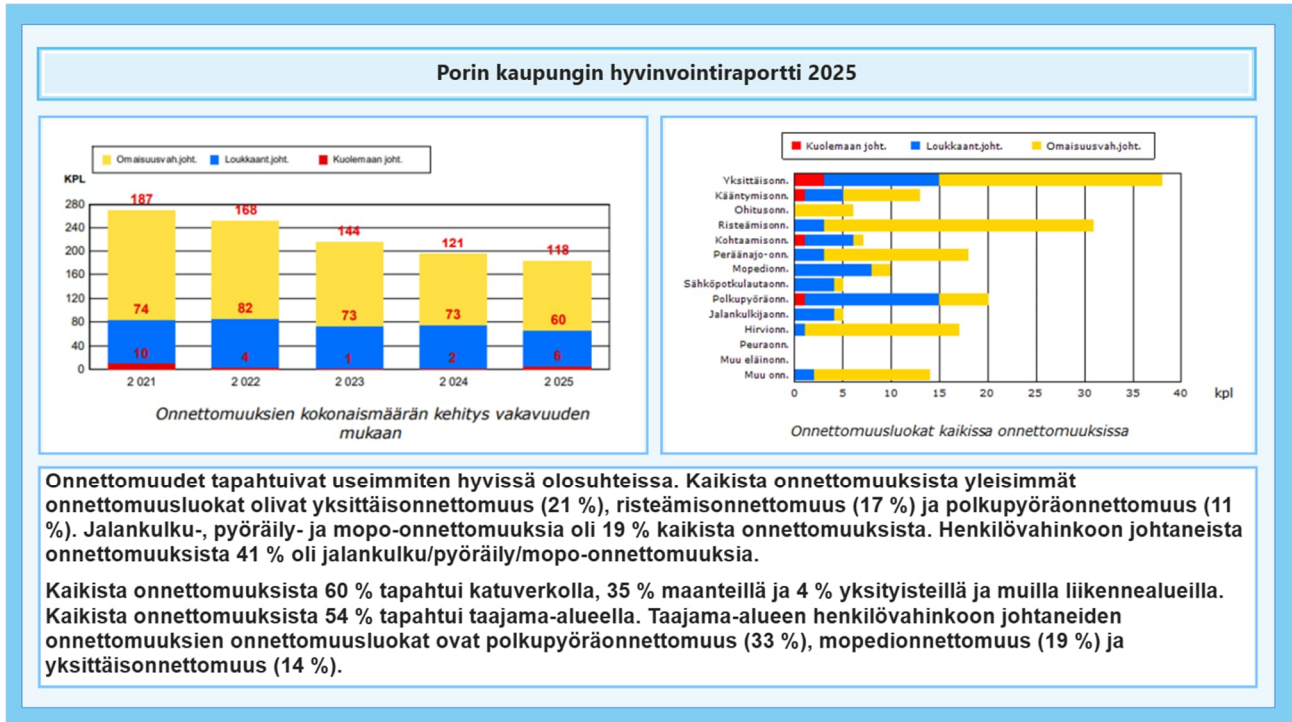 Porin kaupungin hyvinvointiraportti 2025
Omaisuusvah.joht. Loukkaant.joht. Kuolemaan joht.
KPL
280
240
200
160
120
80
40
0
187
168
144
121
118
74
82
73
73
60
10
4
1
2
6
2 021 2 022 2 023 2 024 2 025
Onnettomuuksien kokonaismäärän kehitys vakavuuden
mukaan
Kuolemaan joht. Loukkaant.joht. Omaisuusvah.joht.
Yksittäisonn.
Kääntymisonn.
Ohitusonn.
Risteämisonn.
Kohtaamisonn.
Peräänajo-onn.
Mopedionn.
Sähköpotkulautaonn.
Polkupyöräonn.
Jalankulkijaonn.
Hirvionn.
Peuraonn.
Muu eläinonn.
Muu onn.
0 5 10 15 20 25 30 35 40 kpl
Onnettomuusluokat kaikissa onnettomuuksissa
Onnettomuudet tapahtuivat useimmiten hyvissä olosuhteissa. Kaikista onnettomuuksista yleisimmät
onnettomuusluokat olivat yksittäisonnettomuus (21 %), risteämisonnettomuus (17 %) ja polkupyöräonnettomuus (11
%). Jalankulku-, pyöräily- ja mopo-onnettomuuksia oli 19 % kaikista onnettomuuksista. Henkilövahinkoon johtaneista
onnettomuuksista 41 % oli jalankulku/pyöräily/mopo-onnettomuuksia.
Kaikista onnettomuuksista 60 % tapahtui katuverkolla, 35 % maanteillä ja 4 % yksityisteillä ja muilla liikennealueilla.
Kaikista onnettomuuksista 54 % tapahtui taajama-alueella. Taajama-alueen henkilövahinkoon johtaneiden
onnettomuuksien onnettomuusluokat ovat polkupyöräonnettomuus (33 %), mopedionnettomuus (19 %) ja
yksittäisonnettomuus (14 %).